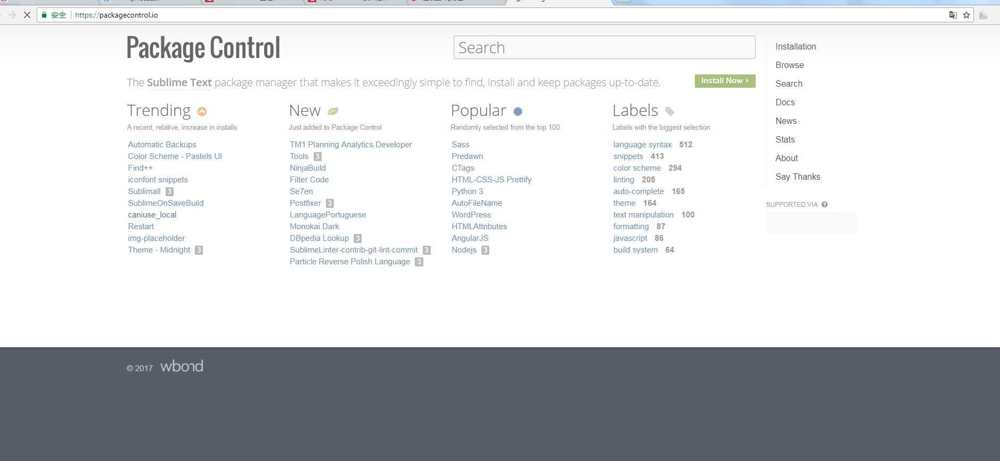 安全 https://packagecontrol.io
Package Control
Search
The Sublime Text package manager that makes it exceedingly simple to find, install and keep packages up-to-date.
Install Now
Trending
A recent, relative, increase in installs
Automatic Backups
Color Scheme - Pastels UI
Find++
iconfont snippets
Sublimall 3
SublimeOnSaveBuild
caniuse_local
Restart
img-placeholder
Theme - Midnight 3
New
Just added to Package Control
TM1 Planning Analytics Developer
Tools 3
NinjaBuild
Filter Code
Se7en
Postfixer 3
LanguagePortuguese
Monokai Dark
DBpedia Lookup 3
SublimeLinter-contrib-git-lint-commit 3
Particle Reverse Polish Language 3
Popular
Randomly selected from the top 100
Sass
Predawn
CTags
HTML-CSS-JS Prettify
Python 3
AutoFileName
WordPress
HTMLAttributes
AngularJS
Nodejs 3
Labels
Labels with the biggest selection
language syntax 512
snippets 413
color scheme 294
linting 205
auto-complete 165
theme 164
text manipulation 100
formatting 87
javascript 86
build system 64
Installation
Browse
Search
Docs
News
Stats
About
Say Thanks
SUPPORTED VIA ?
© 2017 wbond